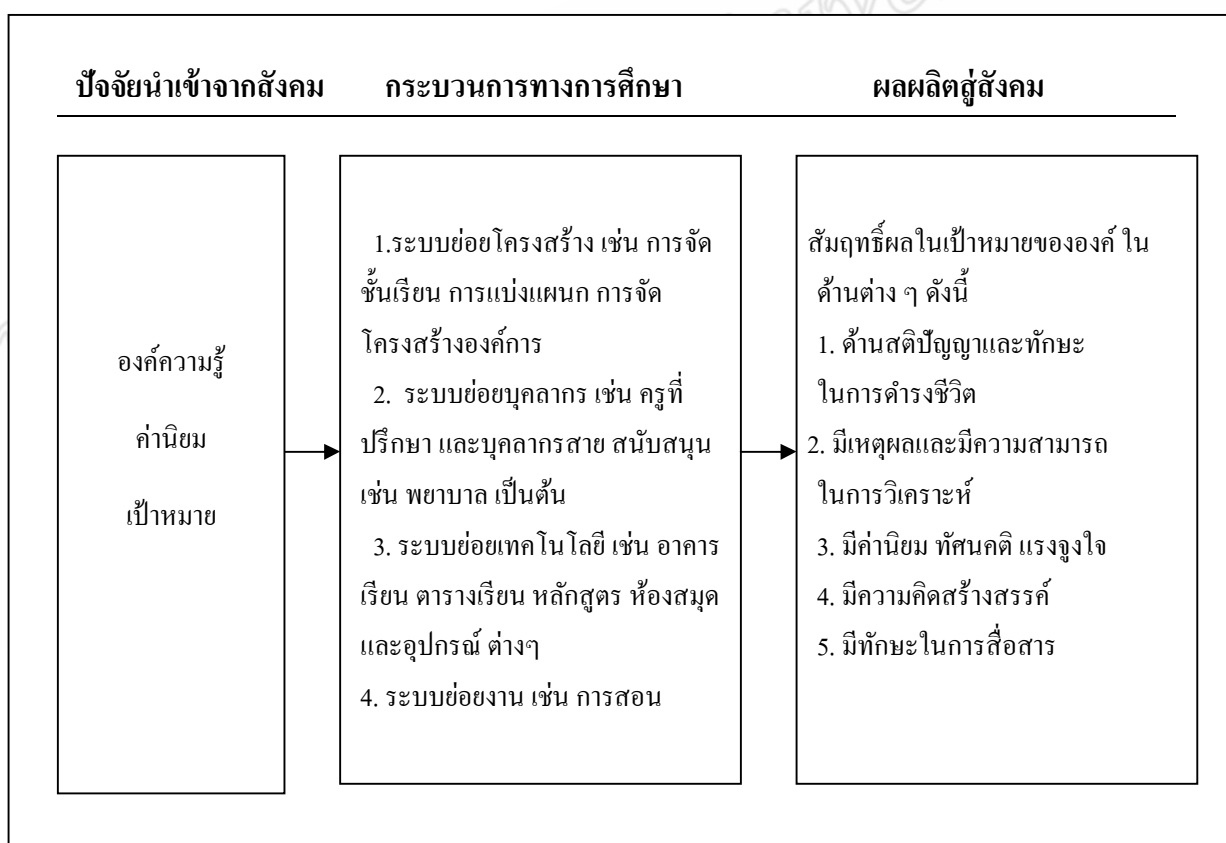 ปัจจัยนำเข้าจากสังคม กระบวนการทางการศึกษา ผลผลิตสู่สังคม
องค์ความรู้
ค่านิยม
เป้าหมาย
1.ระบบย่อยโครงสร้าง เช่น การจัด
ชั้นเรียน การแบ่งแผนก การจัด
โครงสร้างองค์การ
2. ระบบย่อยบุคลากร เช่น ครูที่
ปรึกษา และบุคลากรสาย สนับสนุน
เช่น พยาบาล เป็นต้น
3. ระบบย่อยเทคโนโลยี เช่น อาคาร
เรียน ตารางเรียน หลักสูตร ห้องสมุด
และอุปกรณ์ ต่างๆ
4. ระบบย่อยงาน เช่น การสอน
สัมฤทธิ์ผลในเป้าหมายขององค์ ใน
ด้านต่าง ๆ ดังนี้
1. ด้านสติปัญญาและทักษะ
ในการดำรงชีวิต
2. มีเหตุผลและมีความสามารถ
ในการวิเคราะห์
3. มีค่านิยม ทัศนคติ แรงจูงใจ
4. มีความคิดสร้างสรรค์
5. มีทักษะในการสื่อสาร